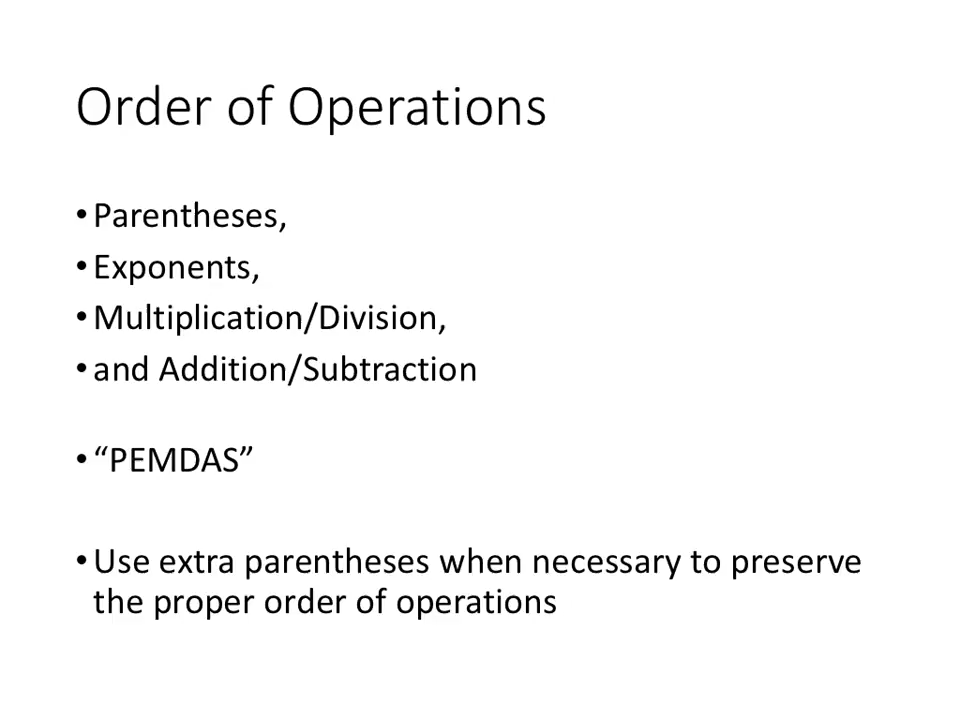 Order of Operations
• Parentheses,
• Exponents,
• Multiplication/Division,
• and Addition/Subtraction
• “PEMDAS”
• Use extra parentheses when necessary to preserve
the proper order of operations